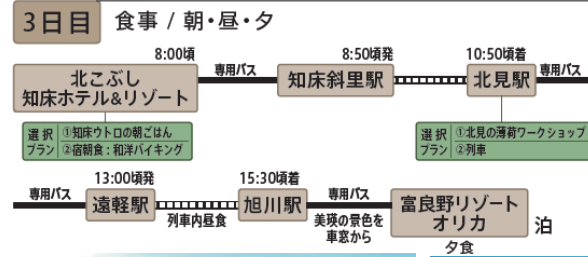 3日目 食事 / 朝・昼・夕
8:00頃 8:50頃発 10:50頃着
北こぶし
知床ホテル&リゾート
専用バス
知床斜里駅
北見駅
専用バス
選択
プラン
①知床ウトロの朝ごはん
②宿朝食:和洋バイキング
選択
プラン
①北見の薄荷ワークショップ
②列車
13:00頃発 15:30頃着
専用バス
遠軽駅
列車内昼食
旭川駅
専用バス
美瑛の景色を
車窓から
富良野リゾート
オリカ
泊
夕食